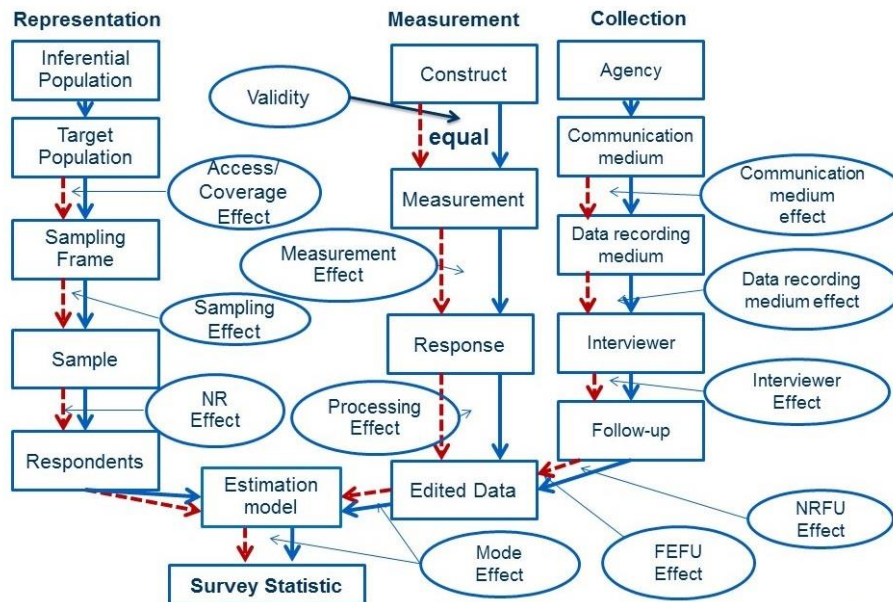 Representation
Measurement
Collection
Inferential
Population
Target
Population
Access/
Coverage
Effect
Sampling
Frame
Sampling
Effect
Sample
NR
Effect
Respondents
Estimation
model
Survey Statistic
Construct
Validity
equal
Measurement
Measurement
Effect
Response
Processing
Effect
Edited Data
Mode
Effect
Agency
Communication
medium
Communication
medium
effect
Data recording
medium
Data recording
medium effect
Interviewer
Interviewer
Effect
Follow-up
NRFU
Effect
FEFU
Effect